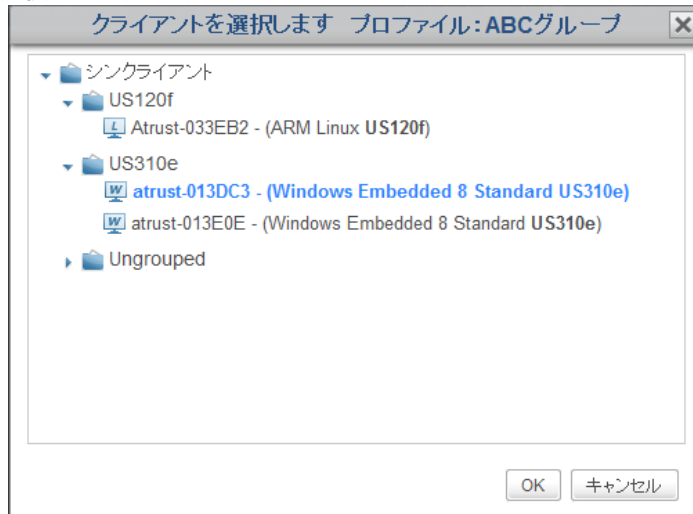 クライアントを選択します プロファイル:ABCグループ
シンクライアント
US120f
L Atrust-033EB2 - (ARM Linux US120f)
US310e
W atrust-013DC3 - (Windows Embedded 8 Standard US310e)
W atrust-013E0E - (Windows Embedded 8 Standard US310e)
Ungrouped
OK キャンセル